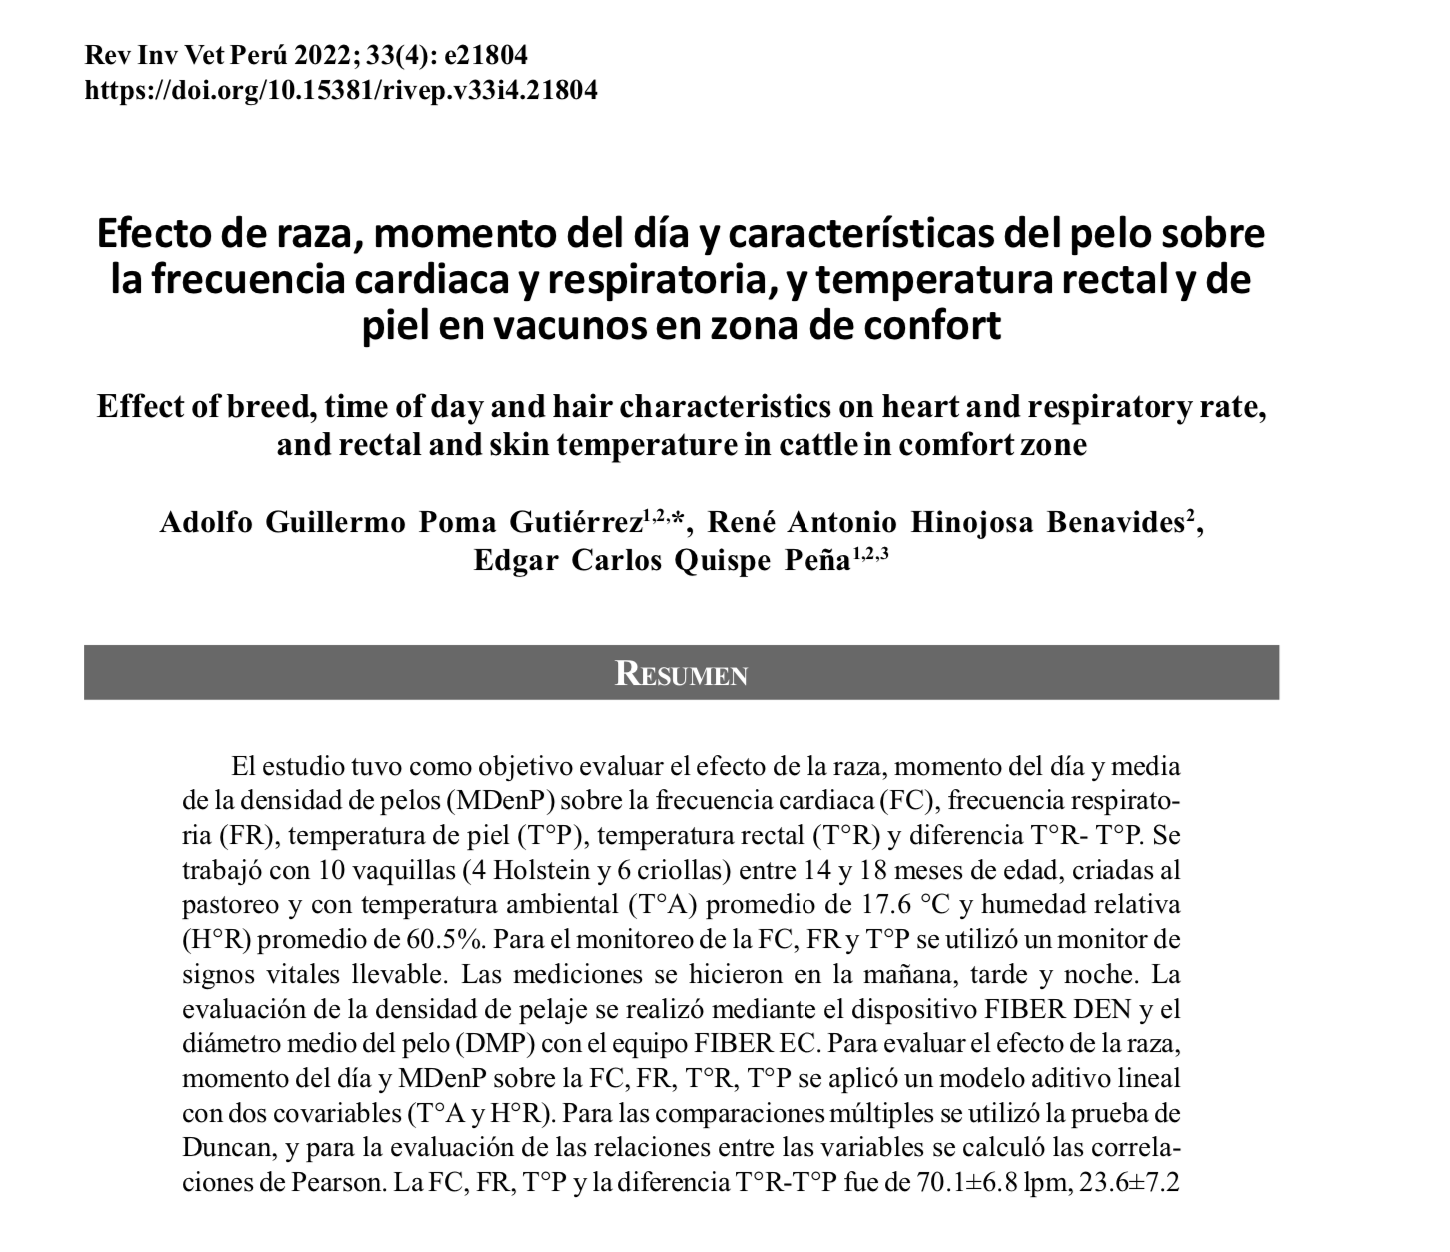 Rev Inv Vet Perú 2022; 33(4): e21804
https://doi.org/10.15381/rivep.v33i4.21804
Efecto de raza, momento del día y características del pelo sobre
la frecuencia cardiaca y respiratoria, y temperatura rectal y de
piel en vacunos en zona de confort
Effect of breed, time of day and hair characteristics on heart and respiratory rate,
and rectal and skin temperature in cattle in comfort zone
Adolfo Guillermo Poma Gutiérrez1,2,*, René Antonio Hinojosa Benavides2,
Edgar Carlos Quispe Peña1,2,3
Resumen
El estudio tuvo como objetivo evaluar el efecto de la raza, momento del día y media
de la densidad de pelos (MDenP) sobre la frecuencia cardiaca (FC), frecuencia respirato-
ria (FR), temperatura de piel (T°P), temperatura rectal (T°R) y diferencia T°R- T°P. Se
trabajó con 10 vaquillas (4 Holstein y 6 criollas) entre 14 y 18 meses de edad, criadas al
pastoreo y con temperatura ambiental (T°A) promedio de 17.6 °C y humedad relativa
(H°R) promedio de 60.5%. Para el monitoreo de la FC, FR y T°P se utilizó un monitor de
signos vitales llevable. Las mediciones se hicieron en la mañana, tarde y noche. La
evaluación de la densidad de pelaje se realizó mediante el dispositivo FIBER DEN y el
diámetro medio del pelo (DMP) con el equipo FIBER EC. Para evaluar el efecto de la raza,
momento del día y MDenP sobre la FC, FR, T°R, T°P se aplicó un modelo aditivo lineal
con dos covariables (T°A y H°R). Para las comparaciones múltiples se utilizó la prueba de
Duncan, y para la evaluación de las relaciones entre las variables se calculó las correla-
ciones de Pearson. La FC, FR, T°P y la diferencia T°R-T°P fue de 70.1±6.8 lpm, 23.6±7.2